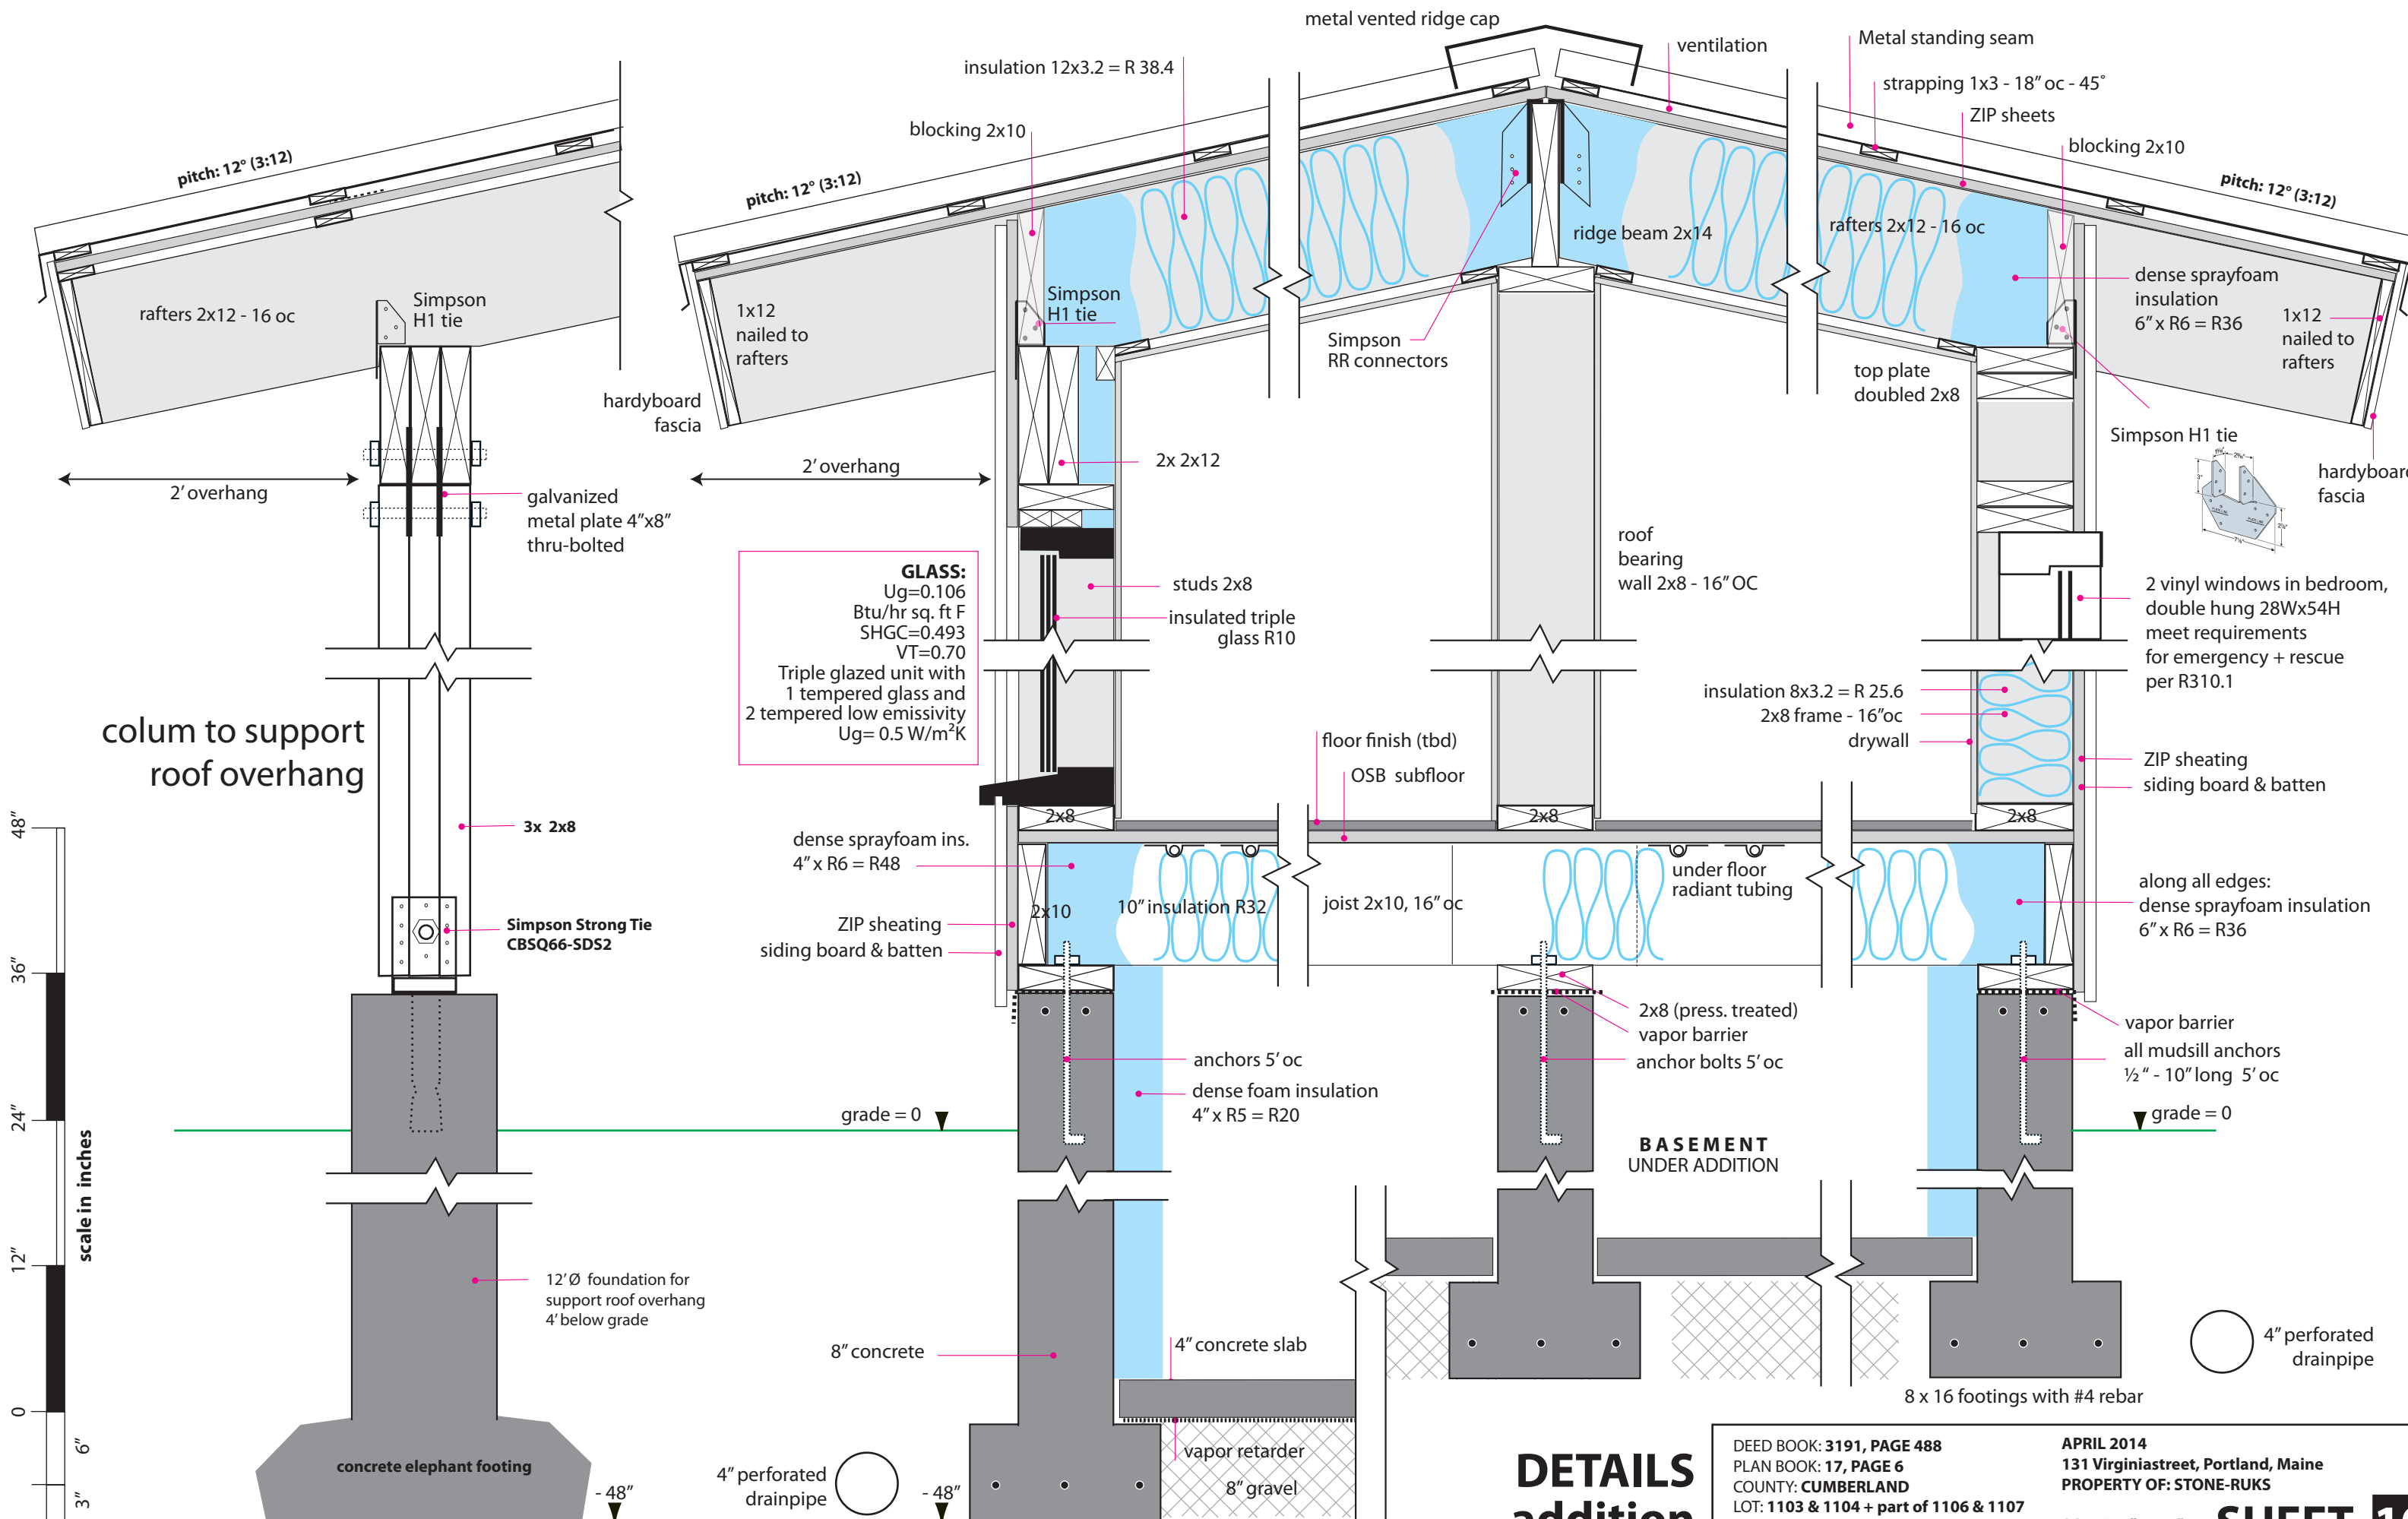 metal vented ridge cap
ventilation
Metal standing seam
insulation 12x3.2 = R 38.4
strapping 1x3 - 18” oc - 45˚
ZIP sheets
blocking 2x10
blocking 2x10
pitch: 12° (3:12)
pitch: 12° (3:12)
pitch: 12° (3:12)
rafters 2x12 - 16 oc
Simpson
H1 tie
1x12
nailed to
rafters
Simpson
H1 tie
ridge beam 2x14
rafters 2x12 - 16 oc
dense sprayfoam
insulation
6” x R6 = R36
1x12
nailed to
rafters
Simpson
RR connectors
top plate
doubled 2x8
hardyboard
fascia
Simpson H1 tie
hardyboard
fascia
2’ overhang
2’ overhang
2x 2x12
galvanized
metal plate 4”x8”
thru-bolted
GLASS:
Ug=0.106
Btu/hr sq. ft F
SHGC=0.493
VT=0.70
Triple glazed unit with
1 tempered glass and
2 tempered low emissivity
Ug= 0.5 W/m²K
studs 2x8
insulated triple
glass R10
roof
bearing
wall 2x8 - 16” OC
2 vinyl windows in bedroom,
double hung 28Wx54H
meet requirements
for emergency + rescue
per R310.1
insulation 8x3.2 = R 25.6
2x8 frame - 16”oc
drywall
colum to support
roof overhang
floor finish (tbd)
OSB subfloor
ZIP sheating
siding board & batten
3x 2x8
2x8
2x8
2x8
dense sprayfoam ins.
4” x R6 = R48
under floor
radiant tubing
along all edges:
dense sprayfoam insulation
6” x R6 = R36
2x10
10” insulation R32
joist 2x10, 16” oc
Simpson Strong Tie
CBSQ66-SDS2
ZIP sheating
siding board & batten
2x8 (press. treated)
vapor barrier
anchor bolts 5’ oc
vapor barrier
all mudsill anchors
½ “ - 10” long 5’ oc
anchors 5’ oc
dense foam insulation
4” x R5 = R20
grade = 0
grade = 0
BASEMENT
UNDER ADDITION
48”
36”
24”
12”
0
6”
3”
scale in inches
12’ Ø foundation for
support roof overhang
4’ below grade
8” concrete
4” concrete slab
4” perforated
drainpipe
8 x 16 footings with #4 rebar
concrete elephant footing
- 48”
4” perforated
drainpipe
- 48”
vapor retarder
8” gravel
DETAILS
addition
DEED BOOK: 3191, PAGE 488
PLAN BOOK: 17, PAGE 6
COUNTY: CUMBERLAND
LOT: 1103 & 1104 + part of 1106 & 1107
APRIL 2014
131 Virginiastreet, Portland, Maine
PROPERTY OF: STONE-RUKS
SHEET